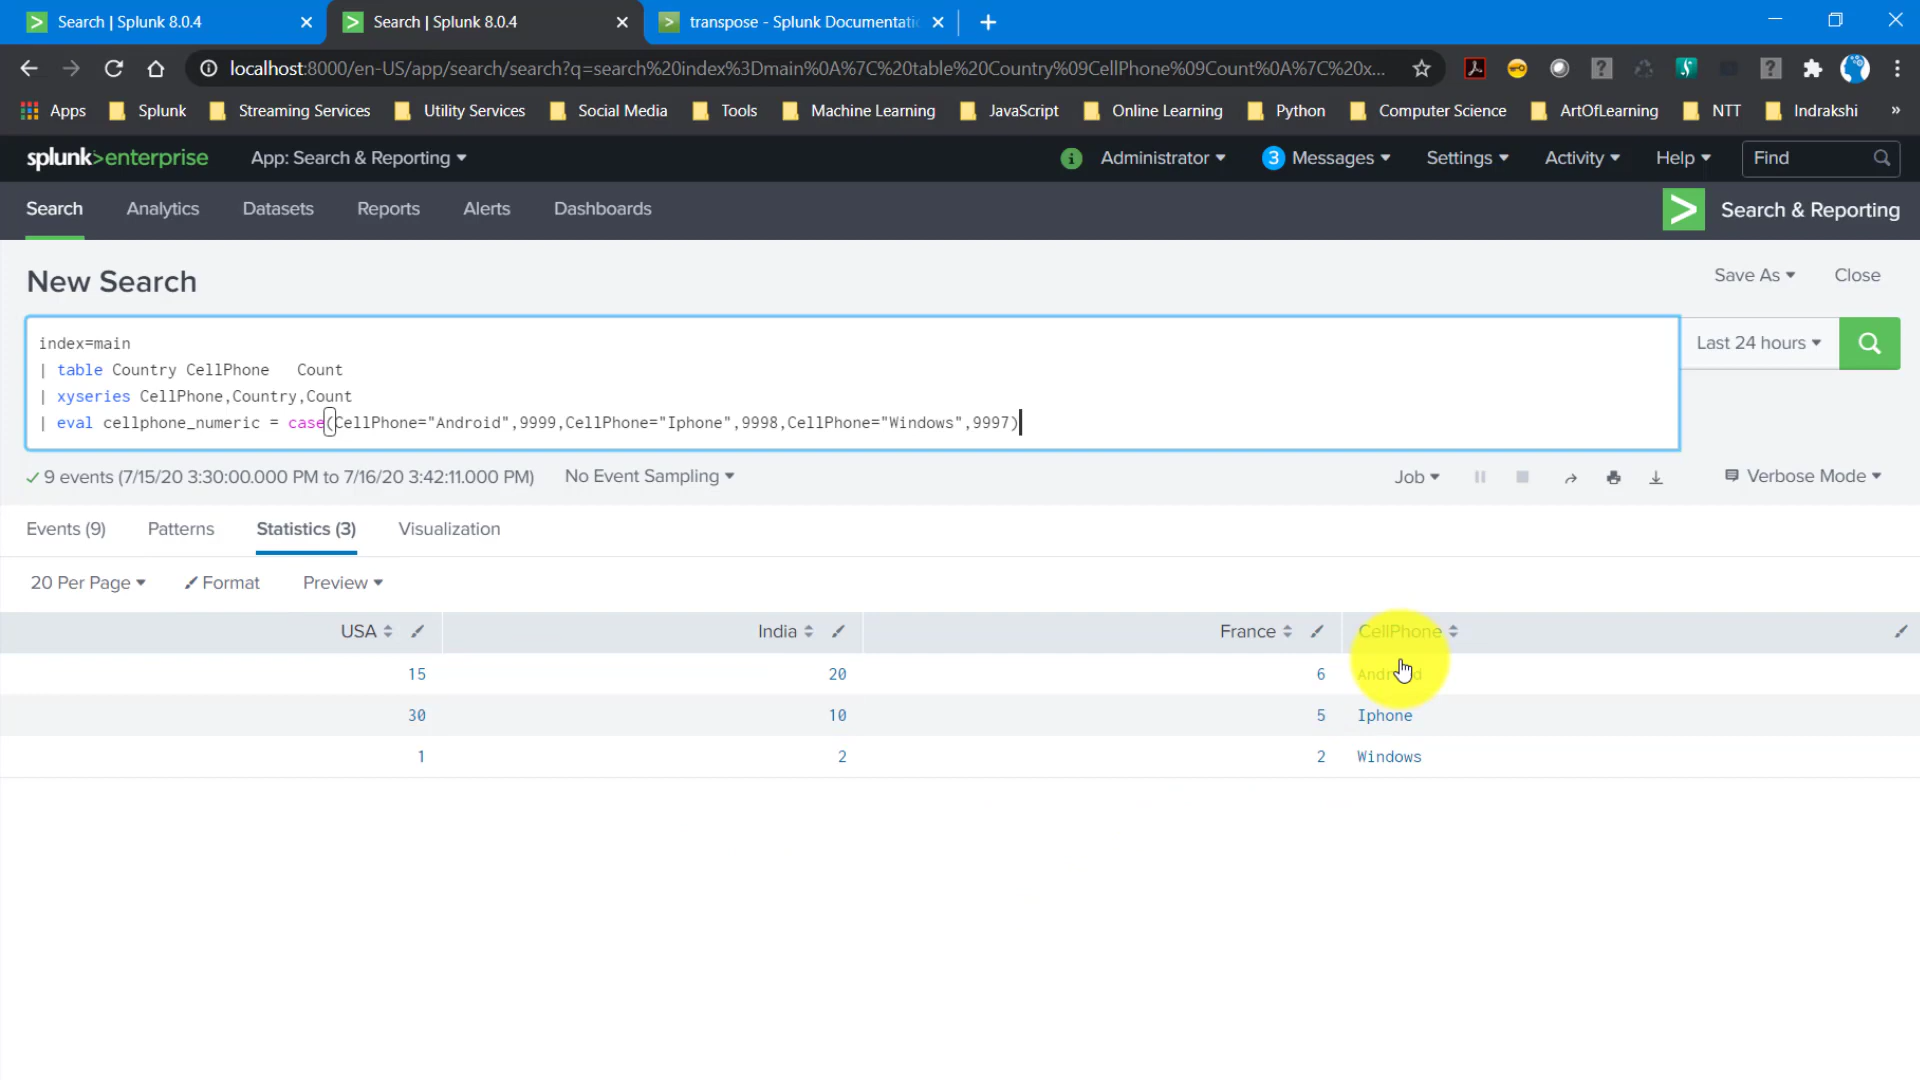 Search | Splunk 8.0.4
Search | Splunk 8.0.4
transpose - Splunk Documentatio
localhost:8000/en-US/app/search/search?q=search%20index%3Dmain%0A%7C%20table%20Country%09CellPhone%09Count%0A%7C%20x...
Apps Splunk Streaming Services Utility Services Social Media Tools Machine Learning JavaScript Online Learning Python Computer Science ArtOfLearning NTT Indrakshi »
splunk>enterprise App: Search & Reporting Administrator 3 Messages Settings Activity Help Find
Search Analytics Datasets Reports Alerts Dashboards Search & Reporting
New Search
Save As Close
index=main
| table Country CellPhone Count
| xyseries CellPhone,Country,Count
| eval cellphone_numeric = case(CellPhone="Android",9999,CellPhone="Iphone",9998,CellPhone="Windows",9997)
Last 24 hours
9 events (7/15/20 3:30:00.000 PM to 7/16/20 3:42:11.000 PM) No Event Sampling Job Verbose Mode
Events (9) Patterns Statistics (3) Visualization
20 Per Page Format Preview
USA India France CellPhone
15 20 6 Android
30 10 5 Iphone
1 2 2 Windows